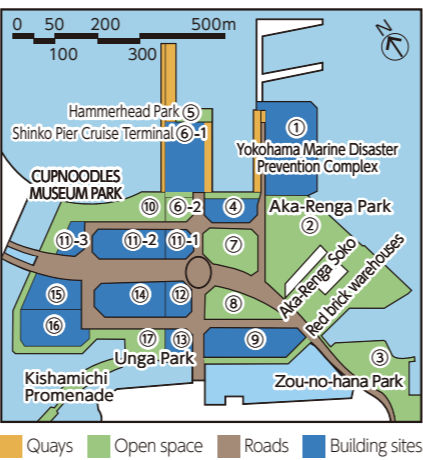 0 50 200 500m
100 300
N
Hammerhead Park ⑤
Shinko Pier Cruise Terminal ⑥-1
①
Yokohama Marine Disaster
Prevention Complex
CUPNOODLES
MUSEUM PARK
⑩ ⑥-2 ④
Aka-Renga Park
②
⑪-3 ⑪-2 ⑪-1 ⑦
Aka-Renga Soko
Red brick warehouses
⑮ ⑭ ⑫ ⑧
⑯ ⑰ ⑬ ⑨
Unga Park
③
Kishamichi
Promenade
Zou-no-hana Park
Quays Open space Roads Building sites